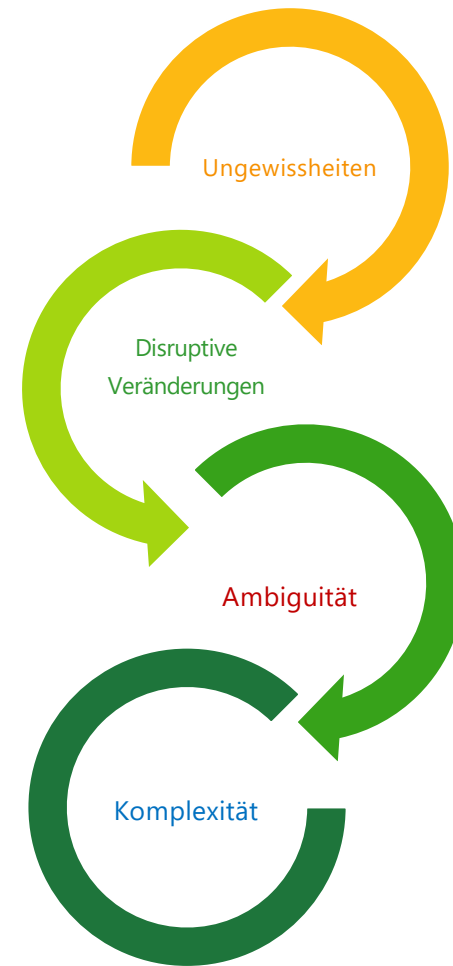 Ungewissheiten
Disruptive
Veränderungen
Ambiguität
Komplexität